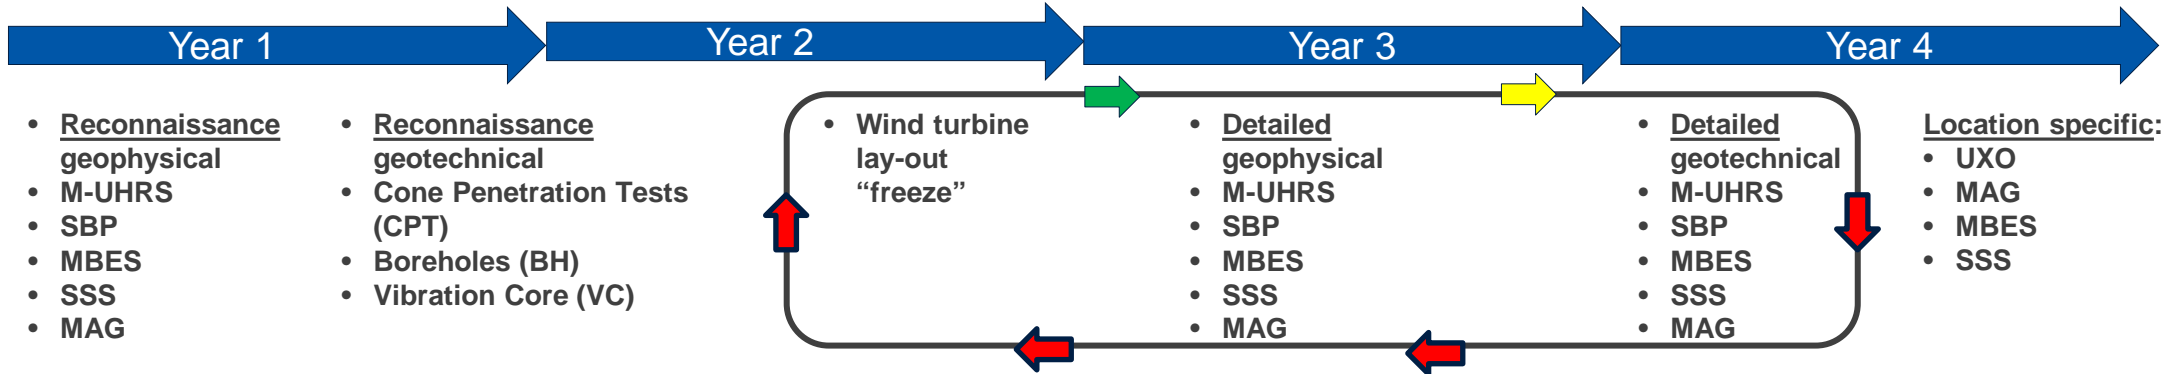 Year 1
Year 2
Year 3
Year 4
• Reconnaissance
geophysical
• M-UHRS
• SBP
• MBES
• SSS
• MAG
• Reconnaissance
geotechnical
• Cone Penetration Tests
(CPT)
• Boreholes (BH)
• Vibration Core (VC)
• Wind turbine
lay-out
“freeze”
• Detailed
geophysical
• M-UHRS
• SBP
• MBES
• SSS
• MAG
• Detailed
geotechnical
• M-UHRS
• SBP
• MBES
• SSS
• MAG
Location specific:
• UXO
• MAG
• MBES
• SSS